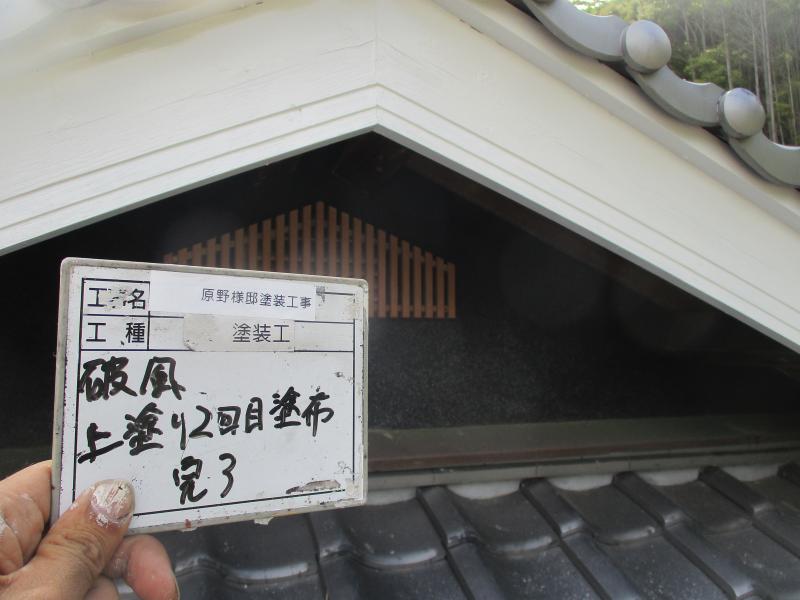 工事名 原野様邸塗装工事
工種 塗装工
破風
上塗り2回目塗布
完了